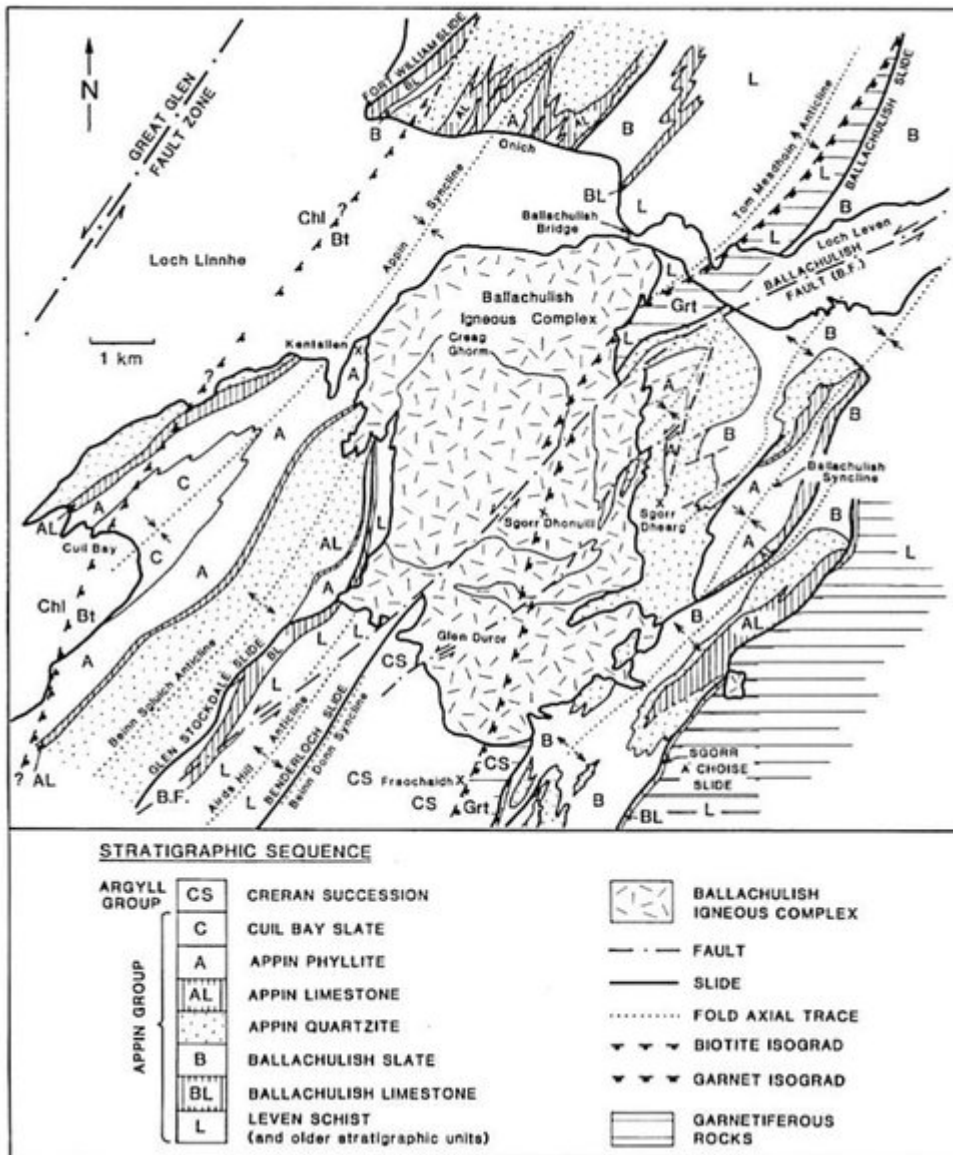 N
GREAT GLEN
FAULT ZONE
Loch Linnhe
1 km
FORT WILLIAM SLIDE
BL
B
AL
A
AL
B
Onich
L
B
BL
L
Ballachulish
Bridge
Tom Meadhoin Anticline
BALLACHULISH SLIDE
L
B
B
L
L
Loch Leven
BALLACHULISH
FAULT (B.F.)
Grt
L
Chl
?
Bt
Appin Syncline
Ballachulish
Igneous Complex
Creag
Ghorm
Kentallen
X
A
?
A
C
A
AL
Cuil Bay
C
A
Chl
Bt
A
?
AL
AL
A
L
L
L
BL
L
L
L
B.F.
Beinn Sgluich Anticline
GLEN STOCKDALE SLIDE
Airds Hill Anticline
BENDERLOCH SLIDE
Beinn Donn Syncline
Sgorr Dhonuill
X
Glen Duror
CS
CS
CS
CS
Fraochaidh X
Grt
A
A
B
B
X
Sgorr
Dhearg
A
A
AL
B
B
Ballachulish
Syncline
B
L
B
AL
B
B
SGORR
A' CHOISE
SLIDE
BL
L
STRATIGRAPHIC SEQUENCE
ARGYLL
GROUP
APPIN GROUP
CS CRERAN SUCCESSION
C CUIL BAY SLATE
A APPIN PHYLLITE
AL APPIN LIMESTONE
APPIN QUARTZITE
B BALLACHULISH SLATE
BL BALLACHULISH LIMESTONE
L LEVEN SCHIST
(and older stratigraphic units)
BALLACHULISH
IGNEOUS COMPLEX
FAULT
SLIDE
FOLD AXIAL TRACE
BIOTITE ISOGRAD
GARNET ISOGRAD
GARNETIFEROUS
ROCKS